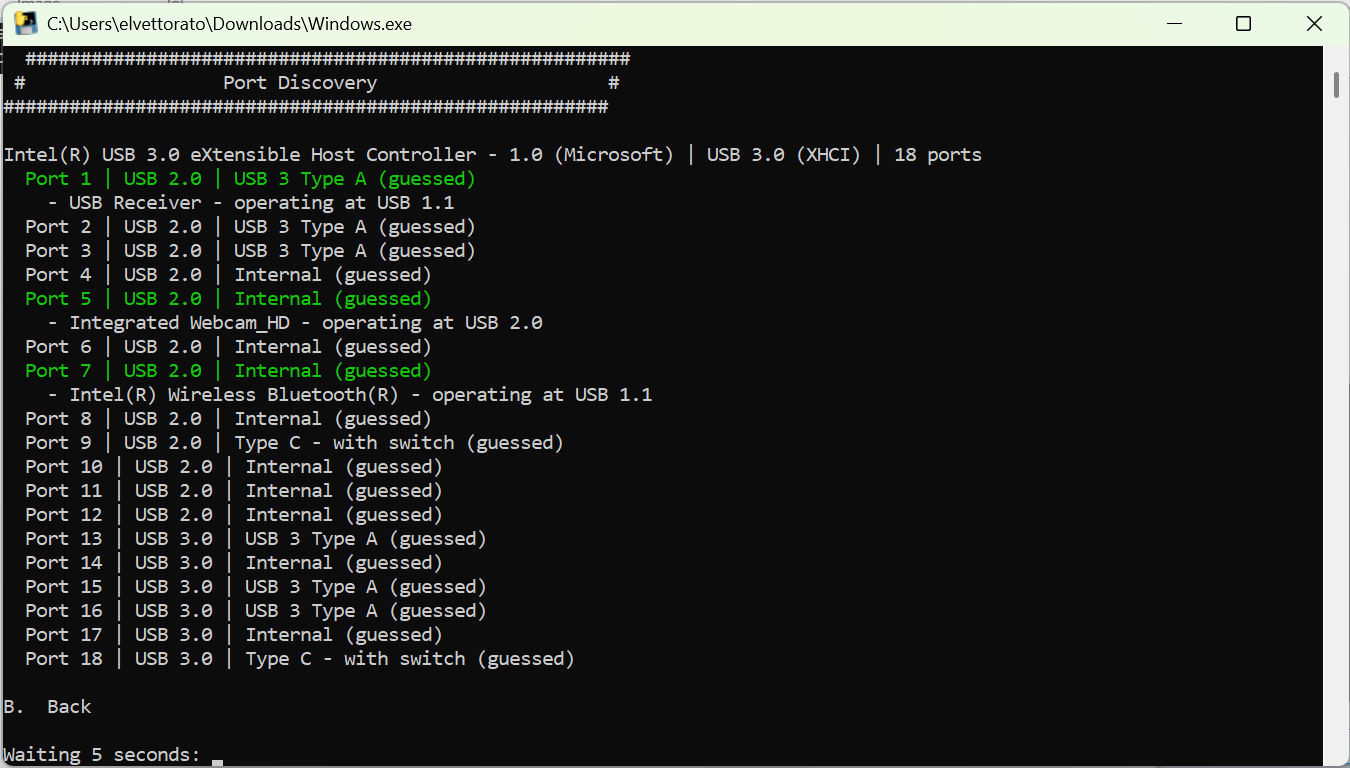 C:\Users\elvettorato\Downloads\Windows.exe
#######################################################
# Port Discovery #
#######################################################
Intel(R) USB 3.0 eXtensible Host Controller - 1.0 (Microsoft) | USB 3.0 (XHCI) | 18 ports
Port 1 | USB 2.0 | USB 3 Type A (guessed)
- USB Receiver - operating at USB 1.1
Port 2 | USB 2.0 | USB 3 Type A (guessed)
Port 3 | USB 2.0 | USB 3 Type A (guessed)
Port 4 | USB 2.0 | Internal (guessed)
Port 5 | USB 2.0 | Internal (guessed)
- Integrated Webcam_HD - operating at USB 2.0
Port 6 | USB 2.0 | Internal (guessed)
Port 7 | USB 2.0 | Internal (guessed)
- Intel(R) Wireless Bluetooth(R) - operating at USB 1.1
Port 8 | USB 2.0 | Internal (guessed)
Port 9 | USB 2.0 | Type C - with switch (guessed)
Port 10 | USB 2.0 | Internal (guessed)
Port 11 | USB 2.0 | Internal (guessed)
Port 12 | USB 2.0 | Internal (guessed)
Port 13 | USB 3.0 | USB 3 Type A (guessed)
Port 14 | USB 3.0 | Internal (guessed)
Port 15 | USB 3.0 | USB 3 Type A (guessed)
Port 16 | USB 3.0 | USB 3 Type A (guessed)
Port 17 | USB 3.0 | Internal (guessed)
Port 18 | USB 3.0 | Type C - with switch (guessed)
B. Back
Waiting 5 seconds: